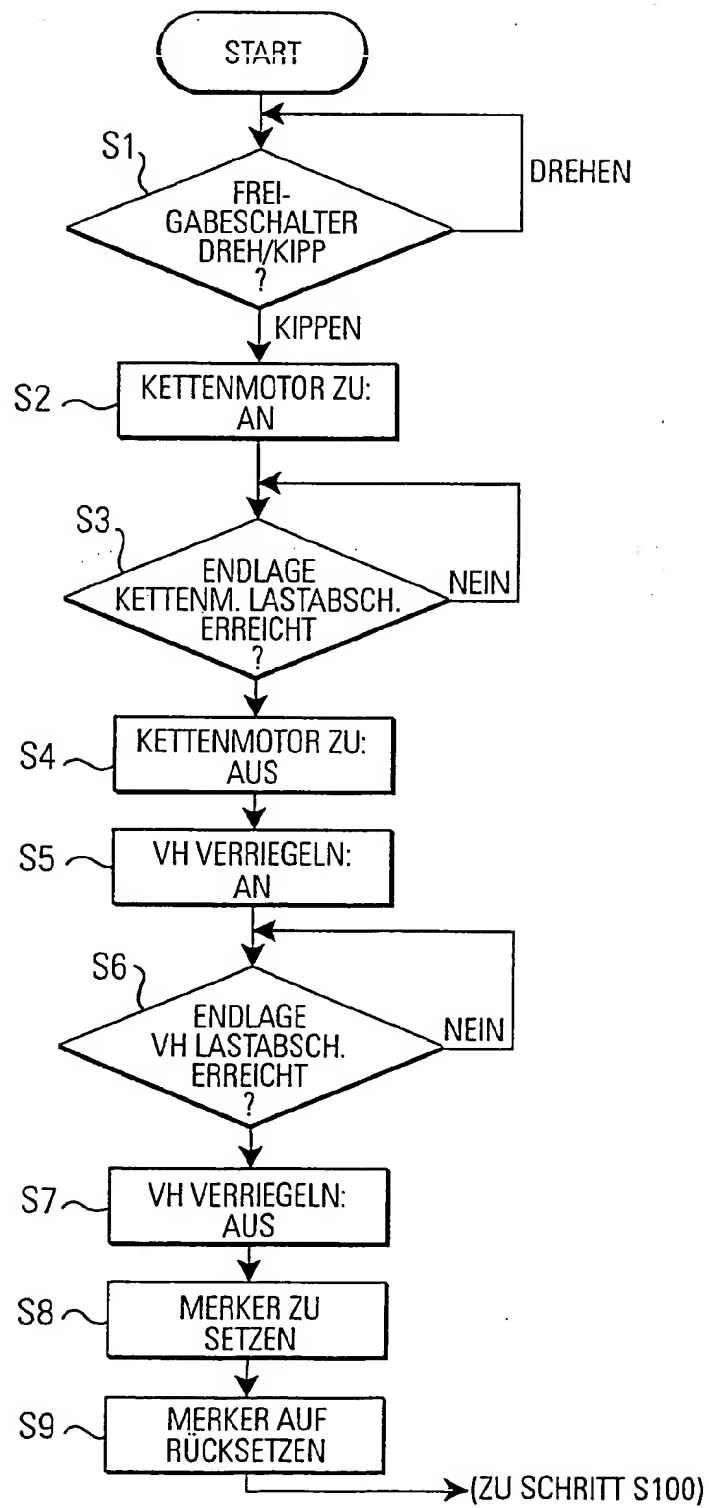 START
S1
FREI-
GABESCHALTER
DREH/KIPP
?
DREHEN
KIPPEN
S2
KETTENMOTOR ZU:
AN
S3
ENDLAGE
KETTENM. LASTABSCH.
ERREICHT
?
NEIN
S4
KETTENMOTOR ZU:
AUS
S5
VH VERRIEGELN:
AN
S6
ENDLAGE
VH LASTABSCH.
ERREICHT
?
NEIN
S7
VH VERRIEGELN:
AUS
S8
MERKER ZU
SETZEN
S9
MERKER AUF
RÜCKSETZEN
(ZU SCHRITT S100)